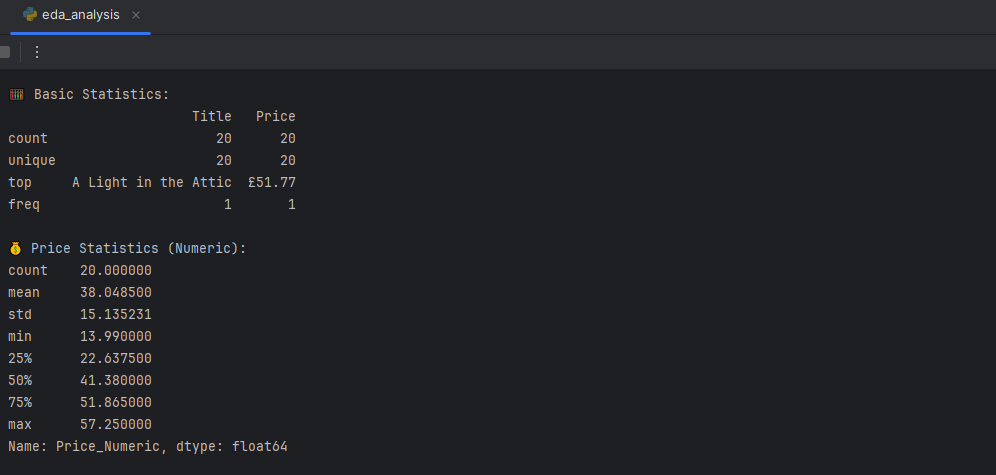 eda_analysis
Basic Statistics:
Title Price
count 20 20
unique 20 20
top A Light in the Attic £51.77
freq 1 1
Price Statistics (Numeric):
count 20.000000
mean 38.048500
std 15.135231
min 13.990000
25% 22.637500
50% 41.380000
75% 51.865000
max 57.250000
Name: Price_Numeric, dtype: float64